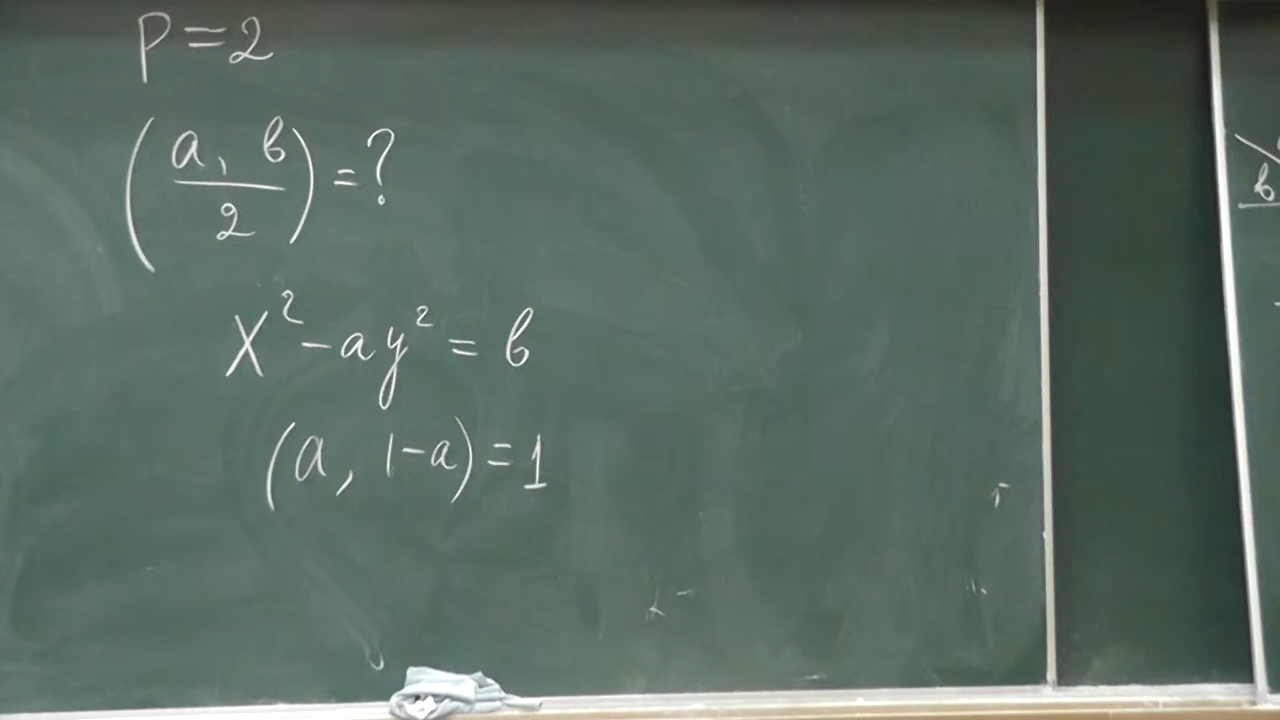 P = 2
(a, b / 2) = ?
x² - ay² = b
(a, 1-a) = 1
b